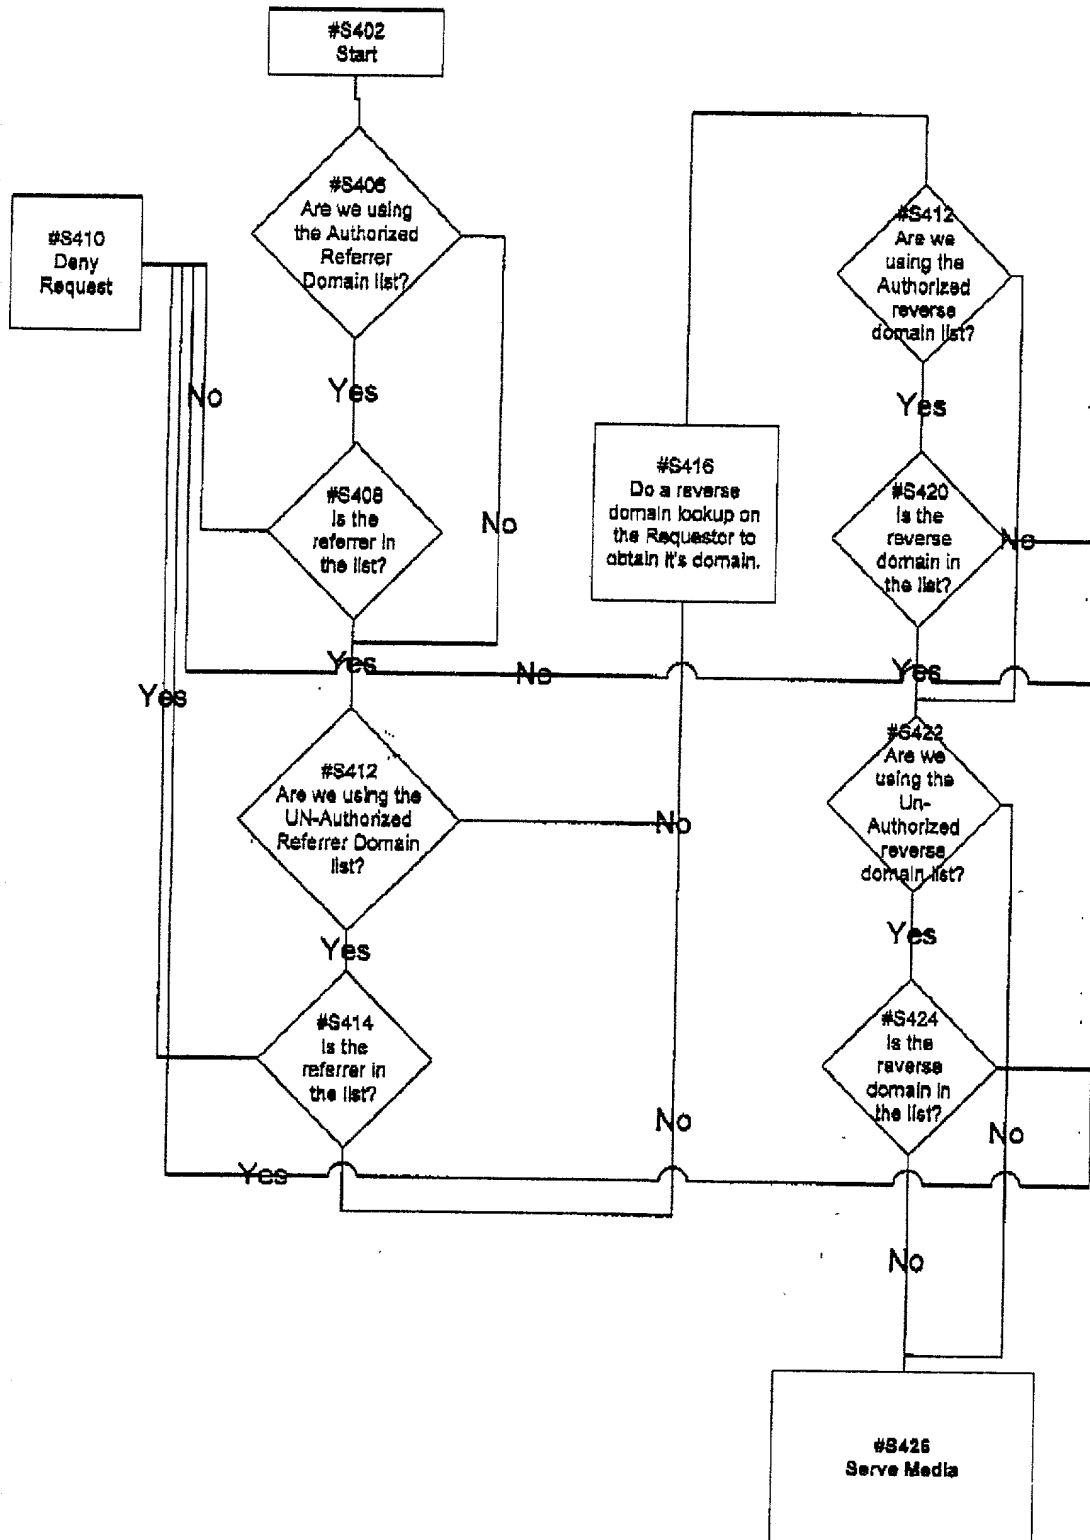 #S402
Start
#S406
Are we using
the Authorized
Referrer
Domain list?
#S410
Deny
Request
No
Yes
No
#S408
Is the
referrer in
the list?
Yes
No
Yes
#S412
Are we using the
UN-Authorized
Referrer Domain
list?
No
Yes
#S414
Is the
referrer in
the list?
No
Yes
#S416
Do a reverse
domain lookup on
the Requestor to
obtain it's domain.
#S412
Are we
using the
Authorized
reverse
domain list?
Yes
#S420
Is the
reverse
domain in
the list?
No
Yes
#S422
Are we
using the
Un-
Authorized
reverse
domain list?
Yes
#S424
Is the
reverse
domain in
the list?
No
No
#S426
Serve Media